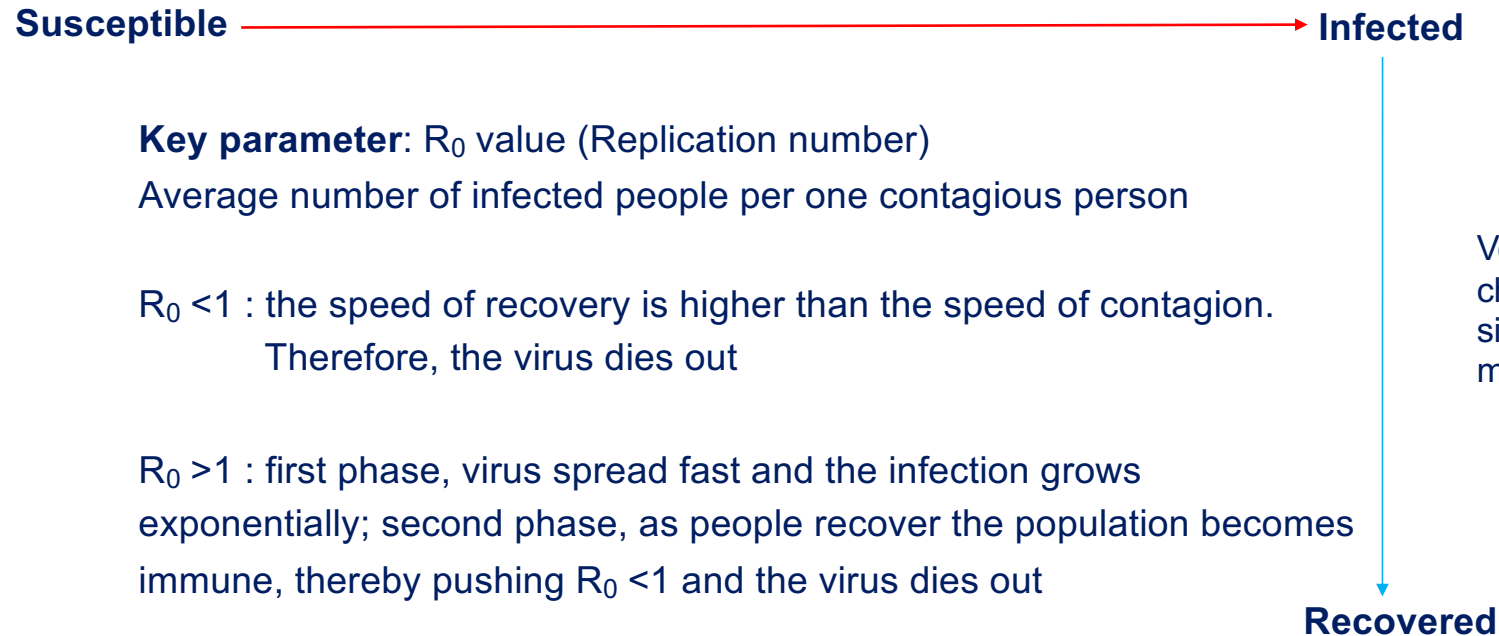 Susceptible
Infected
Key parameter: R₀ value (Replication number)
Average number of infected people per one contagious person
R₀ <1 : the speed of recovery is higher than the speed of contagion.
Therefore, the virus dies out
R₀ >1 : first phase, virus spread fast and the infection grows
exponentially; second phase, as people recover the population becomes
immune, thereby pushing R₀ <1 and the virus dies out
Recovered